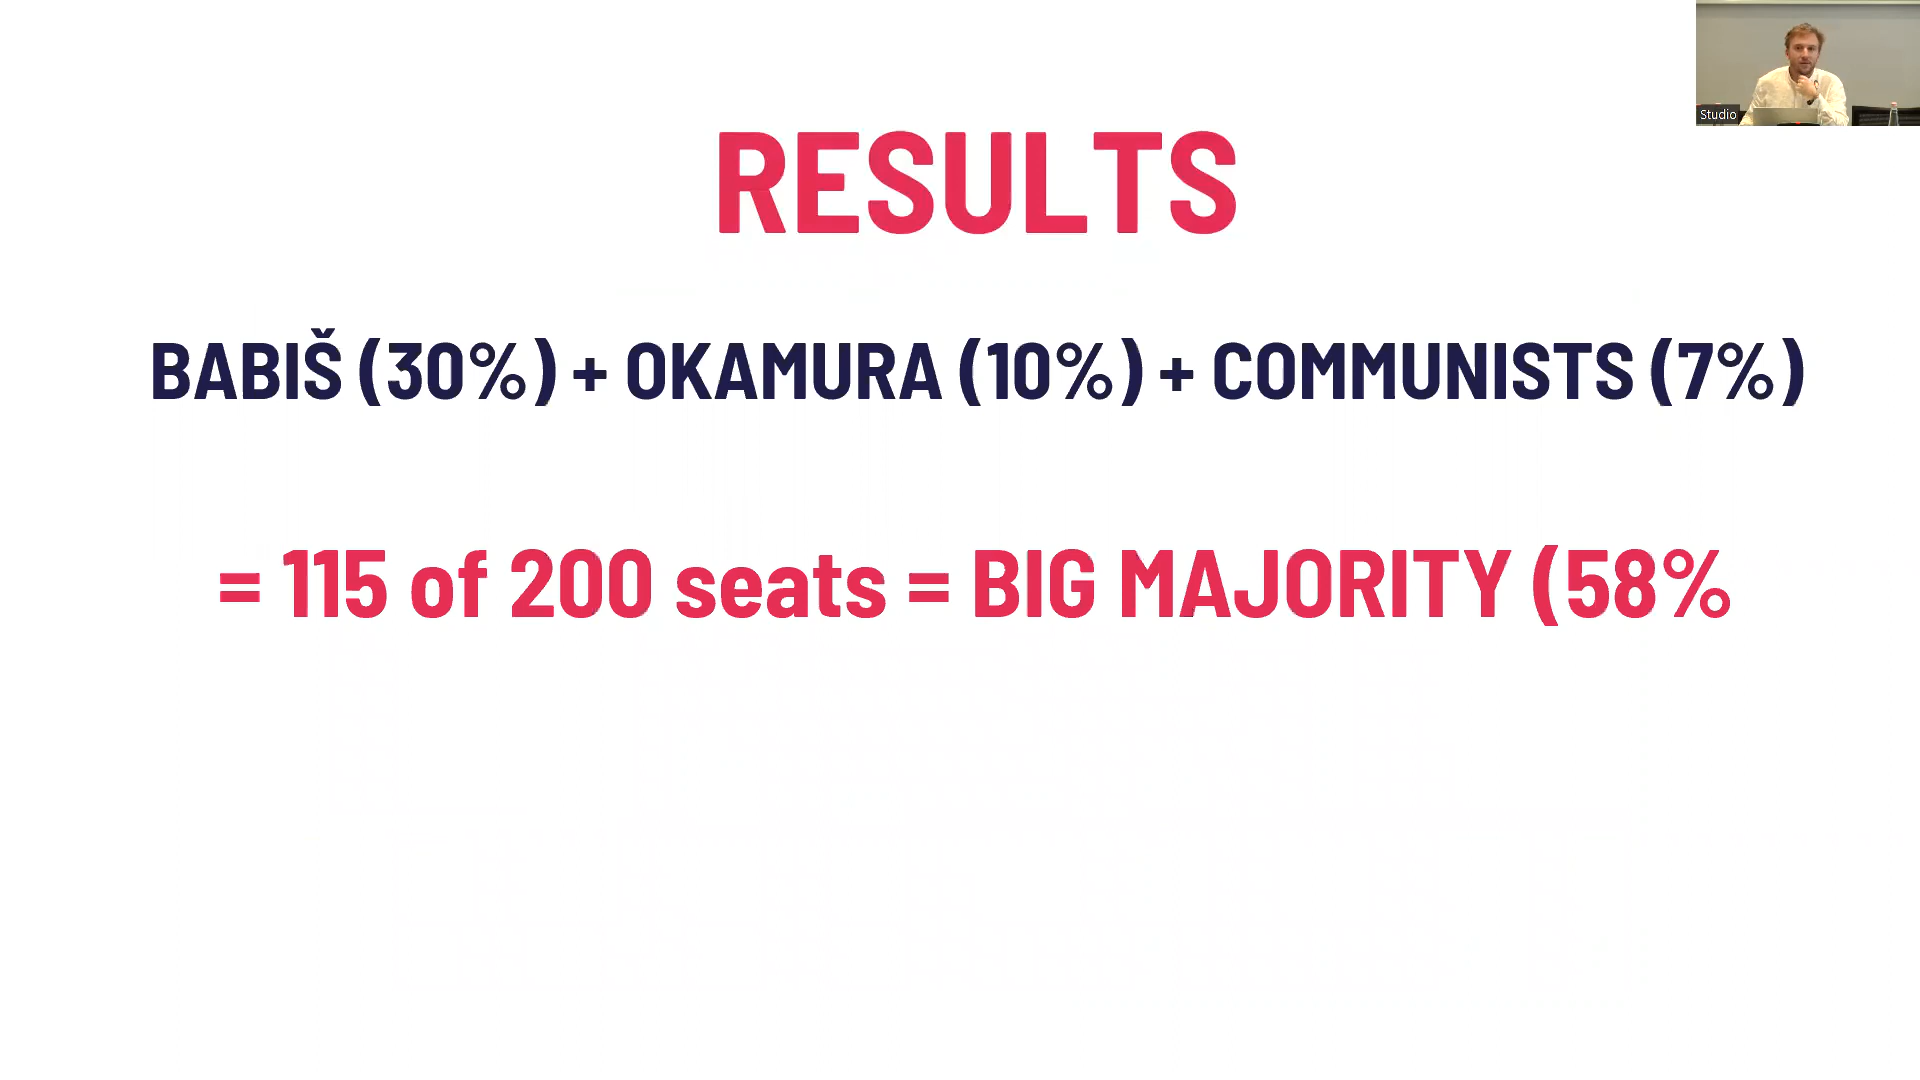 Studio
RESULTS
BABIŠ (30%) + OKAMURA (10%) + COMMUNISTS (7%)
= 115 of 200 seats = BIG MAJORITY (58%